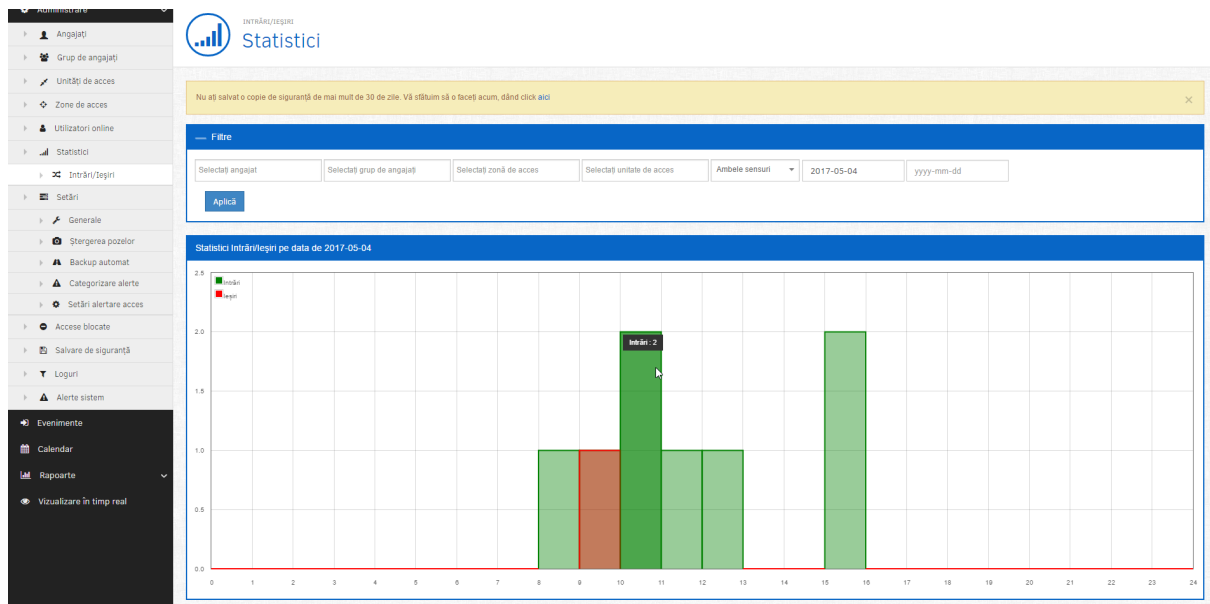 Administrare
Angajați
Grup de angajați
Unități de acces
Zone de acces
Utilizatori online
Statistici
Intrări/Ieșiri
Setări
Generale
Ștergerea pozelor
Backup automat
Categorizare alerte
Setări alertare acces
Accese blocate
Salvare de siguranță
Loguri
Alerte sistem
Evenimente
Calendar
Rapoarte
Vizualizare în timp real
INTRĂRI/IEȘIRI
Statistici
Nu ați salvat o copie de siguranță de mai mult de 30 de zile. Vă sfătuim să o faceți acum, dând click aici
×
Filtre
Selectați angajat Selectați grup de angajați Selectați zonă de acces Selectați unitate de acces Ambele sensuri 2017-05-04 yyyy-mm-dd
Aplică
Statistici Intrări/Ieșiri pe data de 2017-05-04
2.5
Intrări
Ieșiri
2.0
Intrări : 2
1.5
1.0
0.5
0.0
0 1 2 3 4 5 6 7 8 9 10 11 12 13 14 15 16 17 18 19 20 21 22 23 24